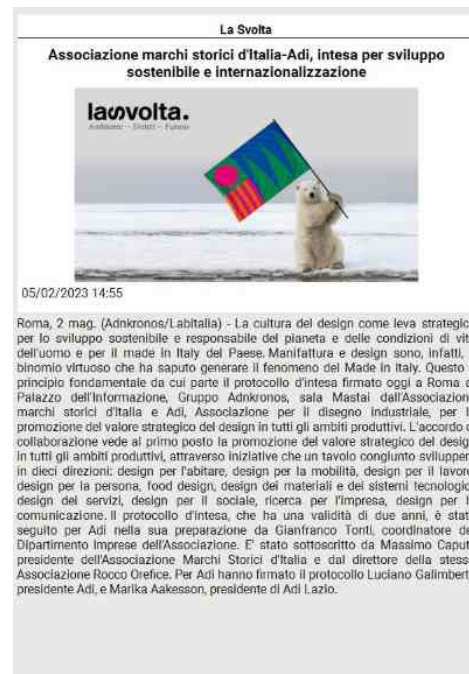 La Svolta
Associazione marchi storici d'Italia-Adi, intesa per sviluppo
sostenibile e internazionalizzazione
lasvolta.
Ambiente — Diritti — Futuro
05/02/2023 14:55
Roma, 2 mag. (Adnkronos/Labitalia) - La cultura del design come leva strategic
per lo sviluppo sostenibile e responsabile del pianeta e delle condizioni di vit
dell'uomo e per il made in Italy del Paese. Manifattura e design sono, infatti,
binomio virtuoso che ha saputo generare il fenomeno del Made in Italy. Questo
principio fondamentale da cui parte il protocollo d'intesa firmato oggi a Roma a
Palazzo dell'Informazione, Gruppo Adnkronos, sala Mastai dall'Association
marchi storici d'Italia e Adi, Associazione per il disegno industriale, per l
promozione del valore strategico del design in tutti gli ambiti produttivi. L'accordo d
collaborazione vede al primo posto la promozione del valore strategico del desig
in tutti gli ambiti produttivi, attraverso iniziative che un tavolo congiunto svilupper
in dieci direzioni: design per l'abitare, design per la mobilità, design per il lavor
design per la persona, food design, design dei materiali e dei sistemi tecnologic
design dei servizi, design per il sociale, ricerca per l'impresa, design per l
comunicazione. Il protocollo d'intesa, che ha una validità di due anni, è stat
seguito per Adi nella sua preparazione da Gianfranco Tonti, coordinatore de
Dipartimento Imprese dell'Associazione. E' stato sottoscritto da Massimo Caput
presidente dell'Associazione Marchi Storici d'Italia e dal direttore della stess
Associazione Rocco Orefice. Per Adi hanno firmato il protocollo Luciano Galimbert
presidente Adi, e Marika Aakesson, presidente di Adi Lazio.